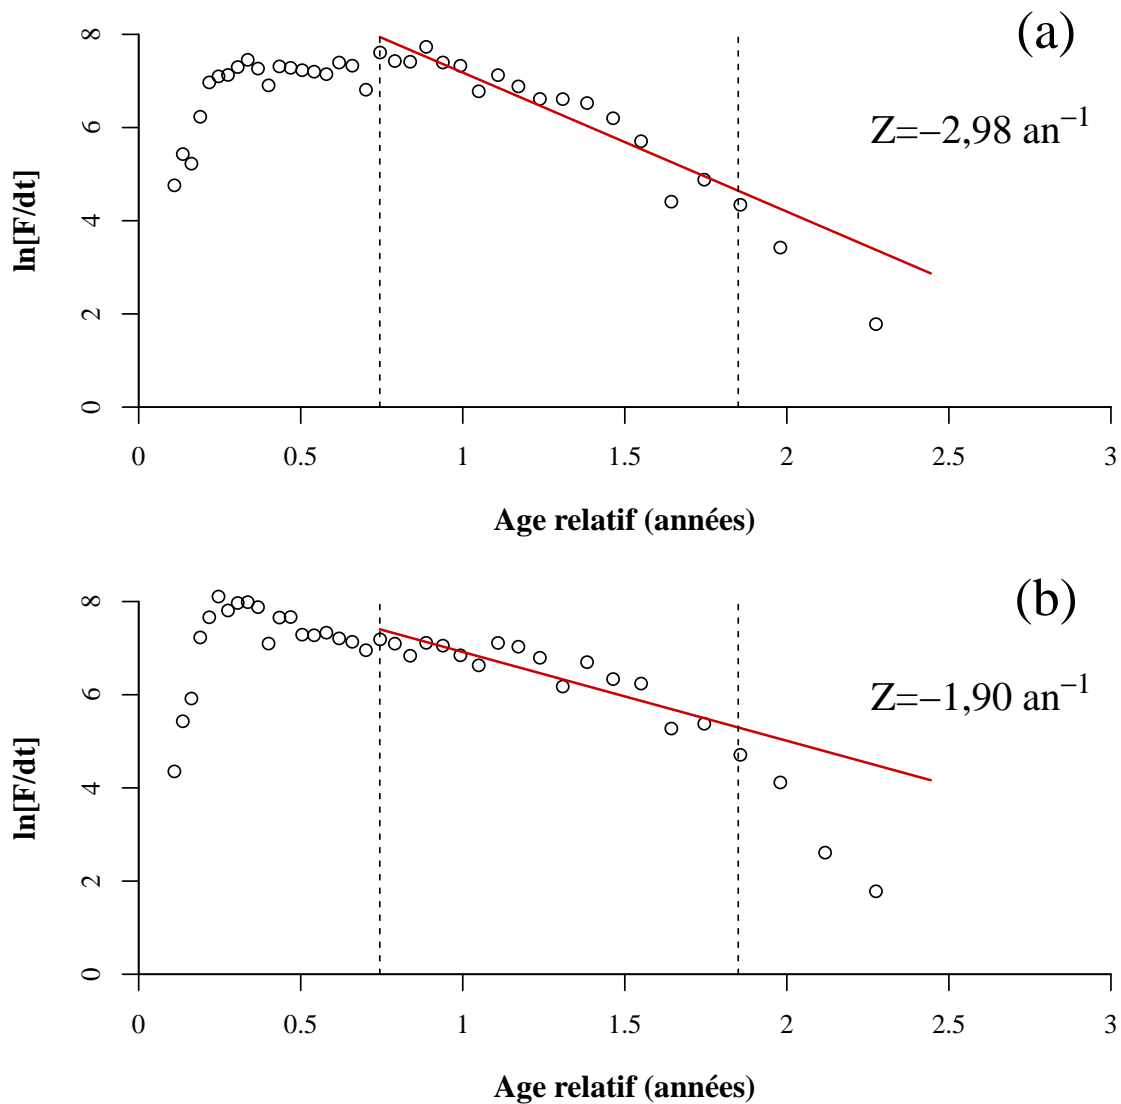 (a)
Z=−2,98 an⁻¹
ln[F/dt]
8
6
4
2
0
0 0.5 1 1.5 2 2.5 3
Age relatif (années)
(b)
Z=−1,90 an⁻¹
ln[F/dt]
8
6
4
2
0
0 0.5 1 1.5 2 2.5 3
Age relatif (années)